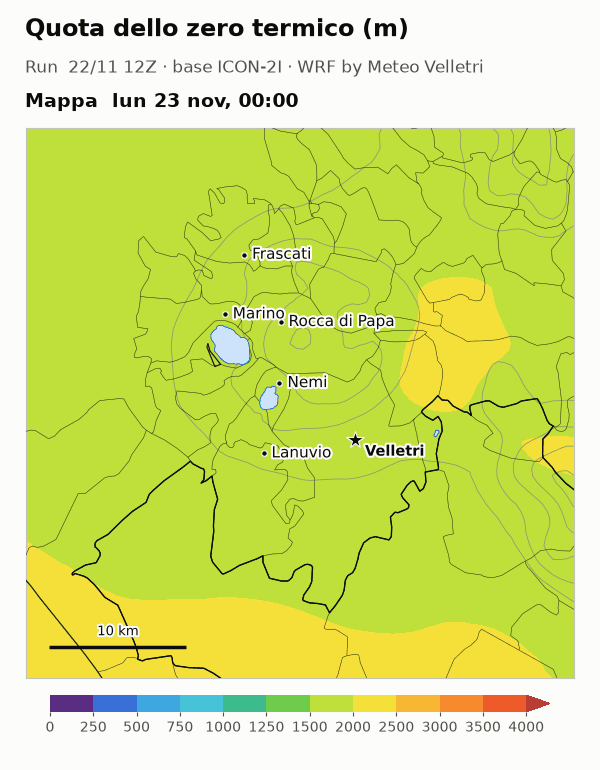 Quota dello zero termico (m)
Run  22/11 12Z · base ICON-2I · WRF by Meteo Velletri
Mappa  lun 23 nov, 00:00
Frascati
Marino
Rocca di Papa
Nemi
Velletri
Lanuvio
10 km
0 250 500 750 1000 1250 1500 2000 2500 3000 3500 4000